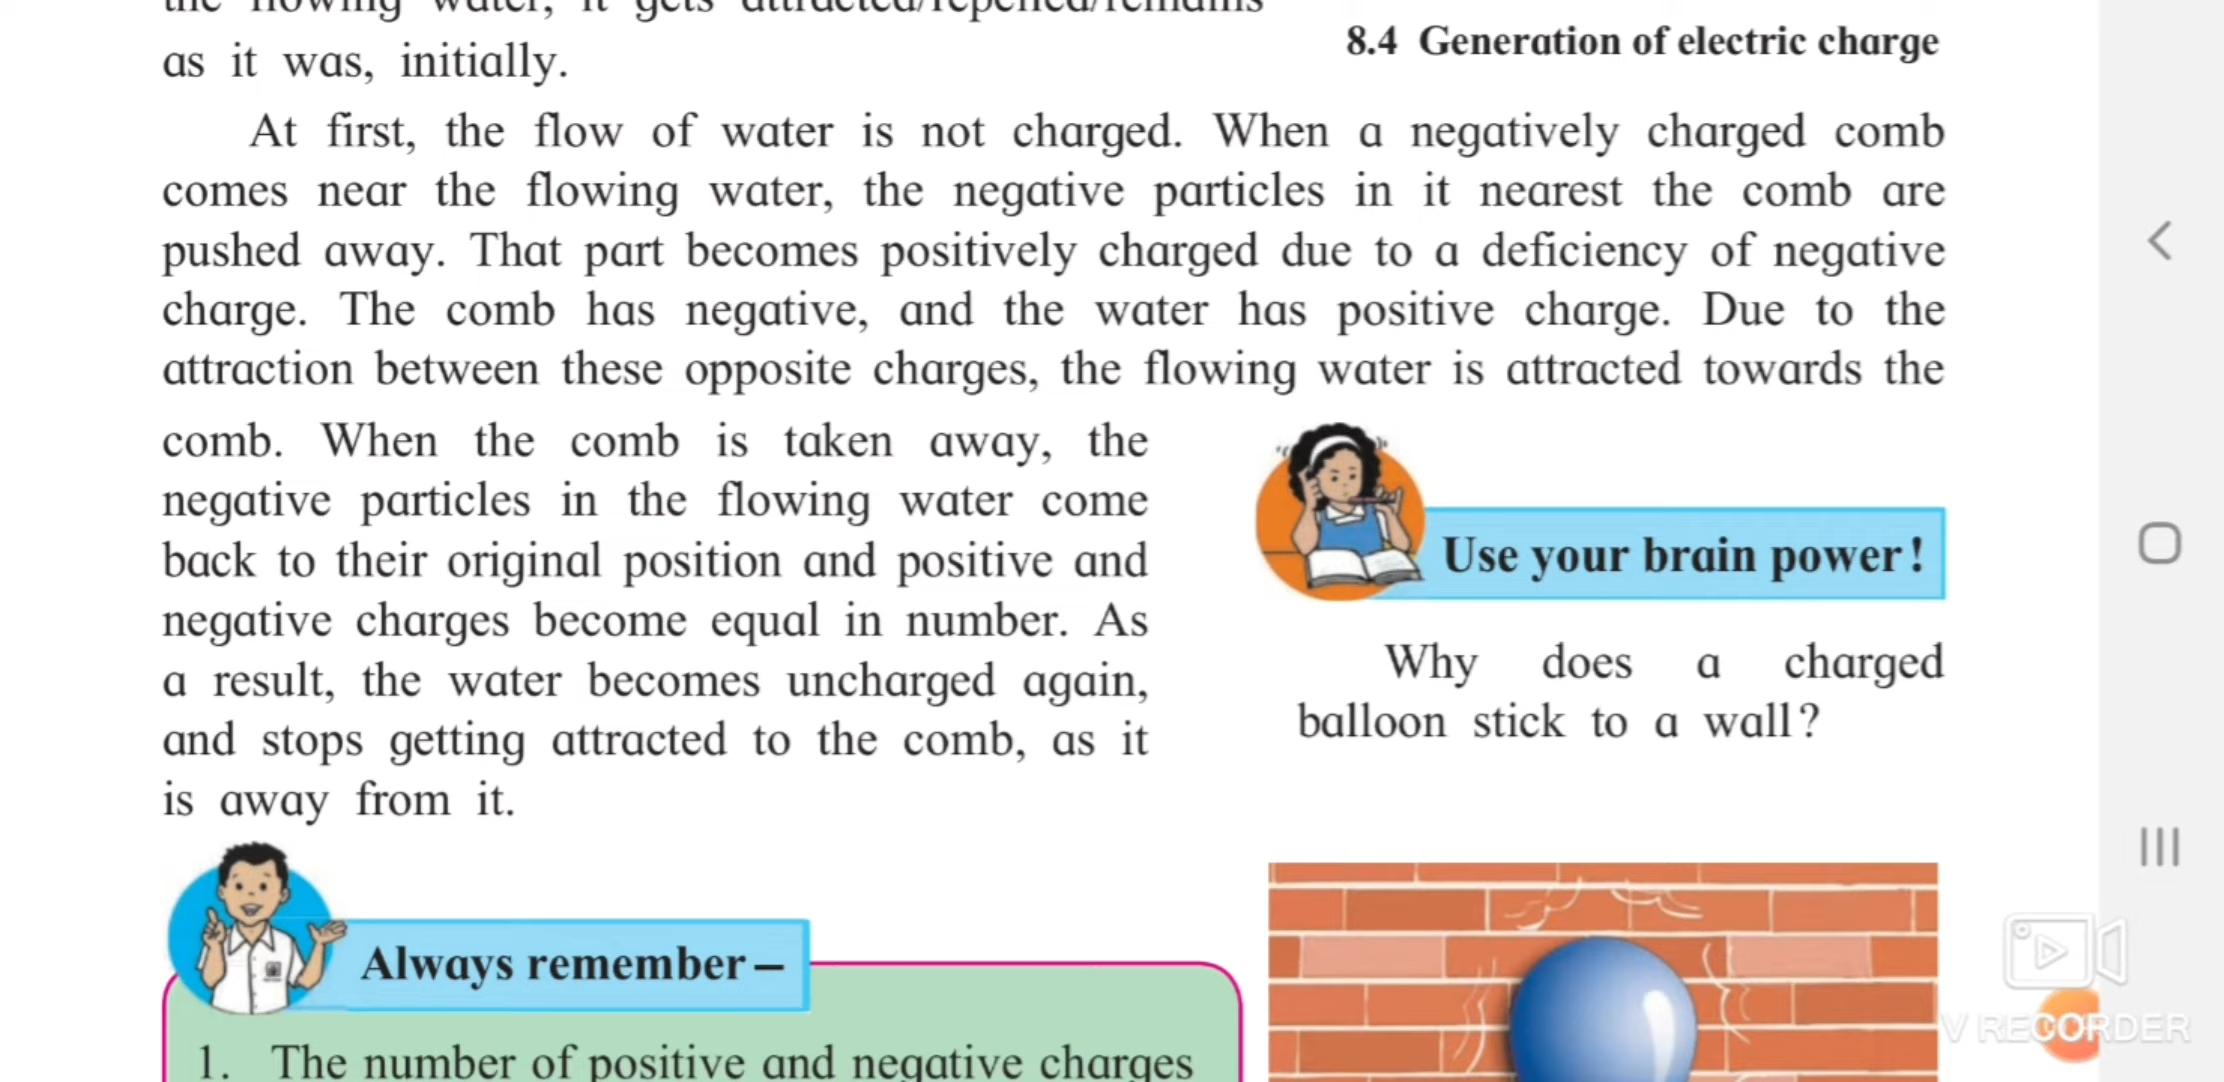 as it was, initially.
8.4 Generation of electric charge
At first, the flow of water is not charged. When a negatively charged comb
comes near the flowing water, the negative particles in it nearest the comb are
pushed away. That part becomes positively charged due to a deficiency of negative
charge. The comb has negative, and the water has positive charge. Due to the
attraction between these opposite charges, the flowing water is attracted towards the
comb. When the comb is taken away, the
negative particles in the flowing water come
back to their original position and positive and
negative charges become equal in number. As
a result, the water becomes uncharged again,
and stops getting attracted to the comb, as it
is away from it.
Use your brain power!
Why does a charged
balloon stick to a wall?
Always remember –
1. The number of positive and negative charges
V RECORDER